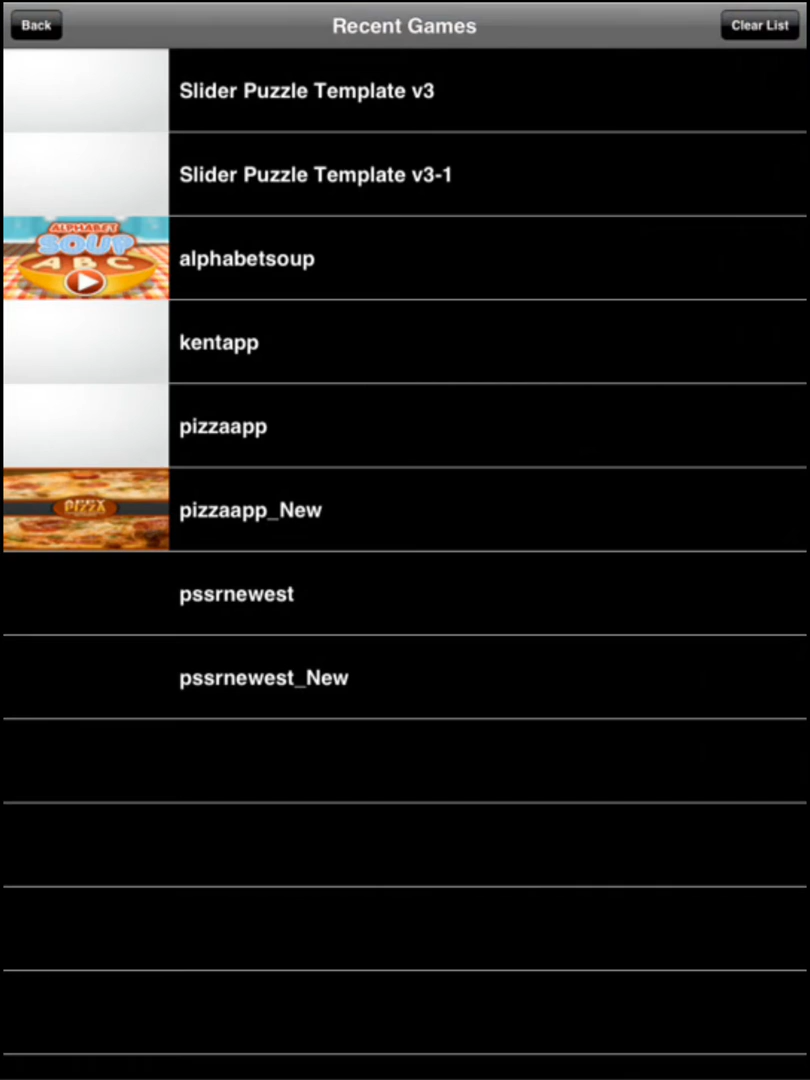 Back
Recent Games
Clear List
Slider Puzzle Template v3
Slider Puzzle Template v3-1
ALPHABET
SOUP
A B C
alphabetsoup
kentapp
pizzaapp
PIZZA
pizzaapp_New
pssrnewest
pssrnewest_New